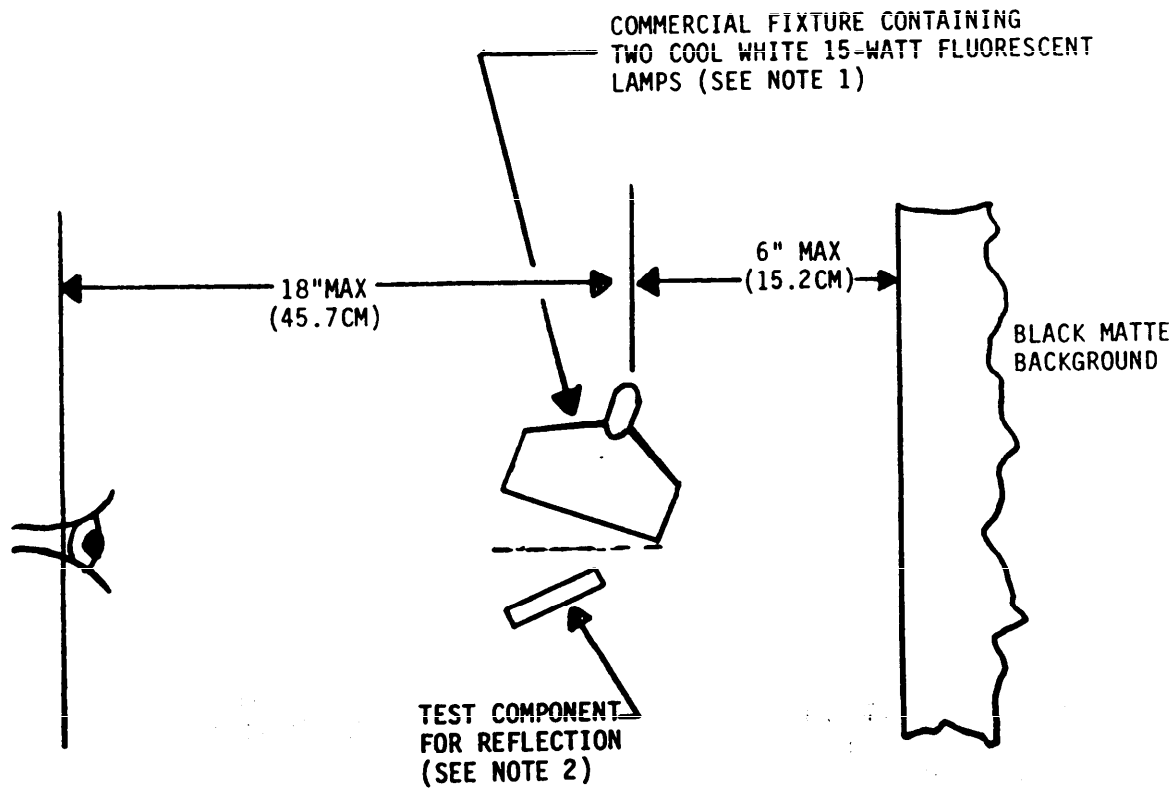 COMMERCIAL FIXTURE CONTAINING
TWO COOL WHITE 15-WATT FLUORESCENT
LAMPS (SEE NOTE 1)
6" MAX
(15.2CM)
18"MAX
(45.7CM)
BLACK MATTE
BACKGROUND
TEST COMPONENT
FOR REFLECTION
(SEE NOTE 2)